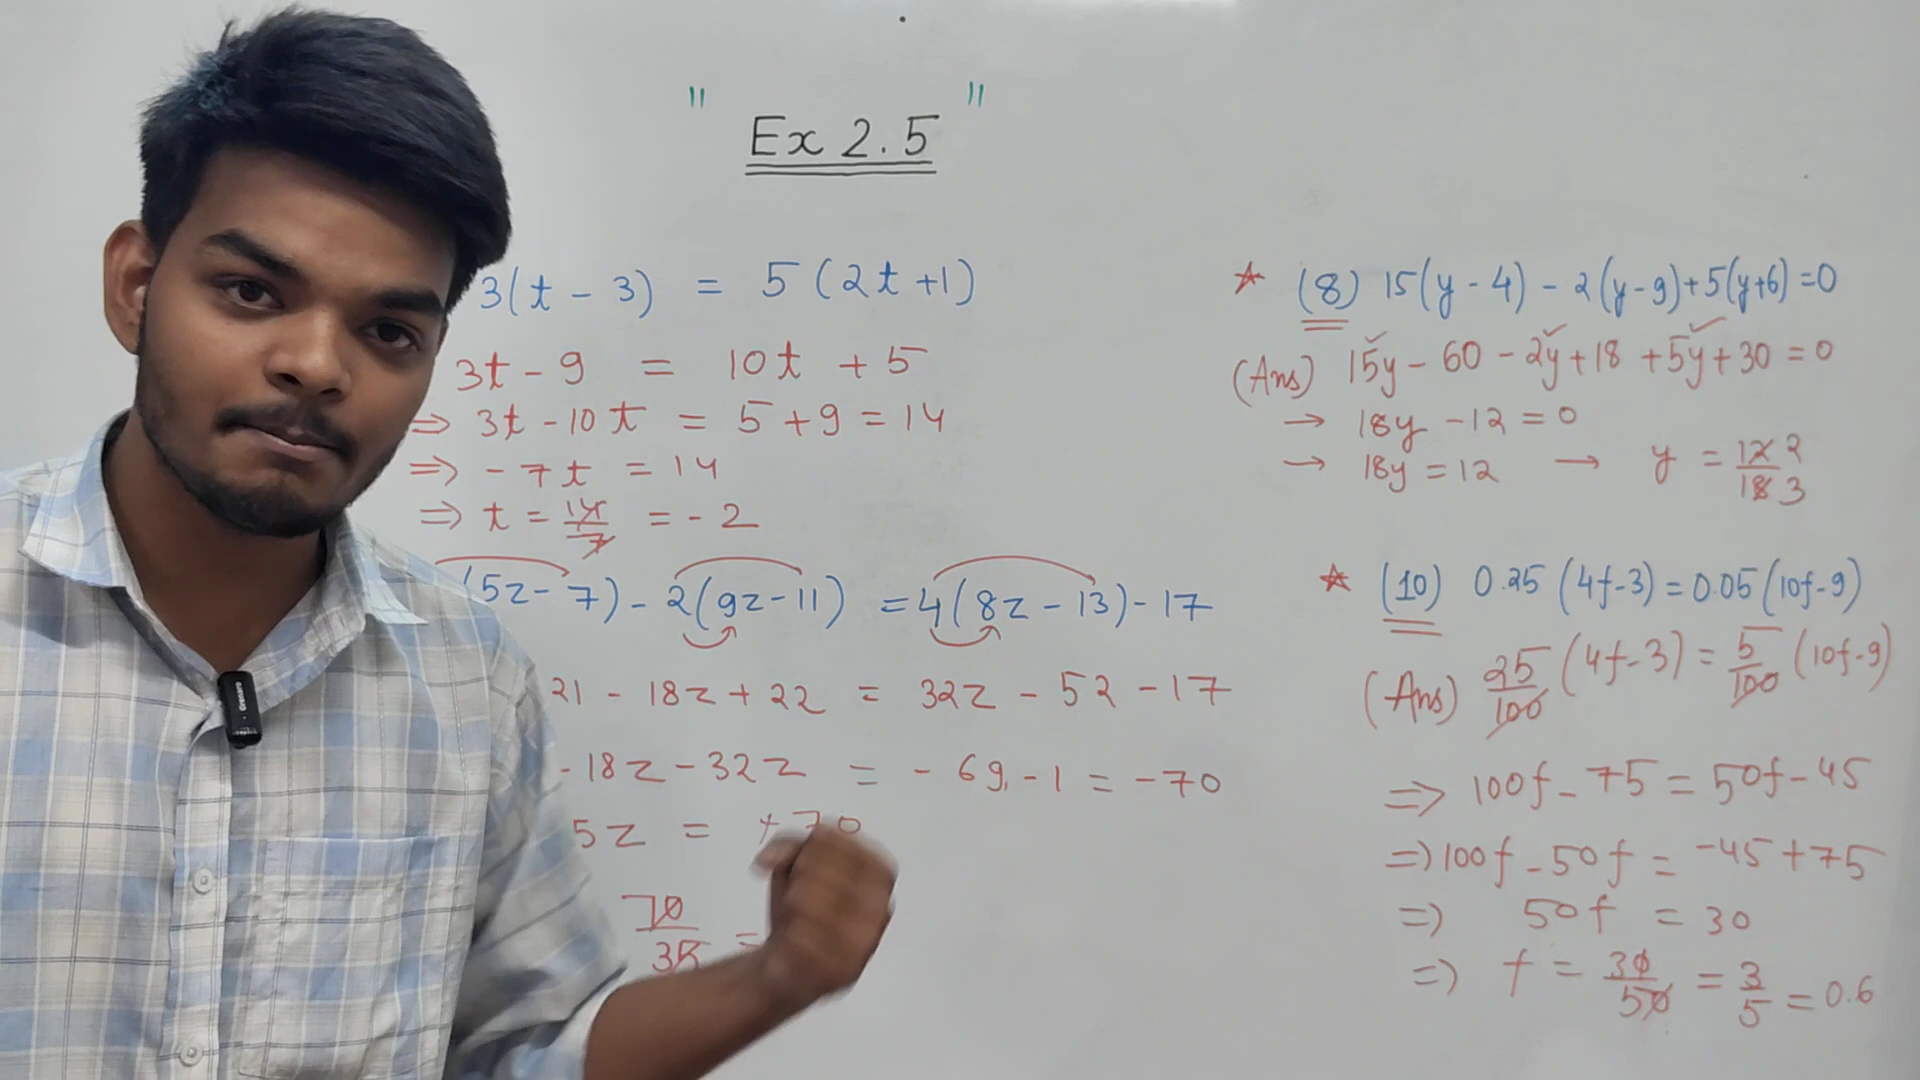 " Ex 2.5 "
3(t - 3) = 5 (2t +1)
3t - 9 = 10t + 5
⇒ 3t - 10t = 5 + 9 = 14
⇒ - 7t = 14
⇒ t = 14/7 = - 2
(5z - 7) - 2(9z - 11) = 4(8z - 13) - 17
21 - 18z + 22 = 32z - 52 - 17
- 18z - 32z = - 69 - 1 = - 70
5z = +70
70/35 =
★ (8) 15(y - 4) - 2(y - 9) + 5(y+6) = 0
(Ans) 15y - 60 - 2y + 18 + 5y + 30 = 0
→ 18y - 12 = 0
→ 18y = 12 → y = 12/18 2/3
★ (10) 0.25 (4f - 3) = 0.05 (10f - 9)
(Ans) 25/100 (4f - 3) = 5/100 (10f - 9)
⇒ 100f - 75 = 50f - 45
⇒ 100f - 50f = - 45 + 75
⇒ 50f = 30
⇒ f = 30/50 = 3/5 = 0.6